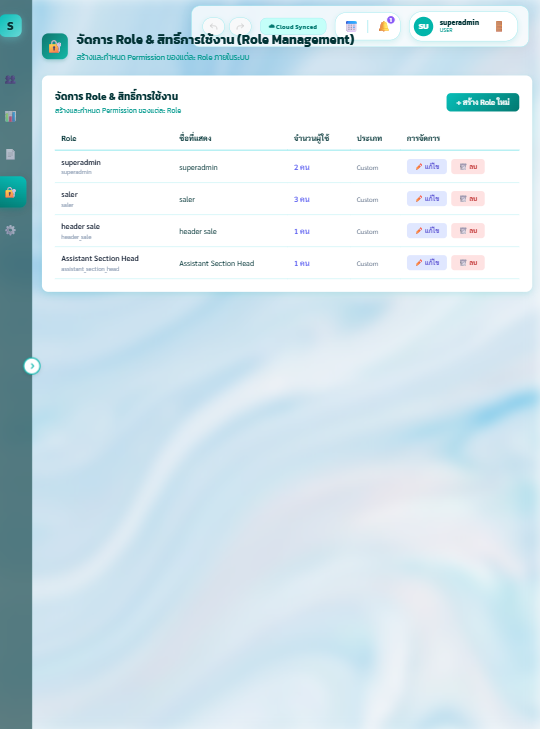 S
Cloud Synced
1
SU
superadmin
USER
จัดการ Role & สิทธิ์การใช้งาน (Role Management)
สร้างและกำหนด Permission ของแต่ละ Role ภายในระบบ
จัดการ Role & สิทธิ์การใช้งาน
สร้างและกำหนด Permission ของแต่ละ Role
+ สร้าง Role ใหม่
Role ชื่อที่แสดง จำนวนผู้ใช้ ประเภท การจัดการ
superadmin superadmin 2 คน Custom แก้ไข ลบ
superadmin
saler saler 3 คน Custom แก้ไข ลบ
saler
header sale header sale 1 คน Custom แก้ไข ลบ
header_sale
Assistant Section Head Assistant Section Head 1 คน Custom แก้ไข ลบ
assistant_section_head